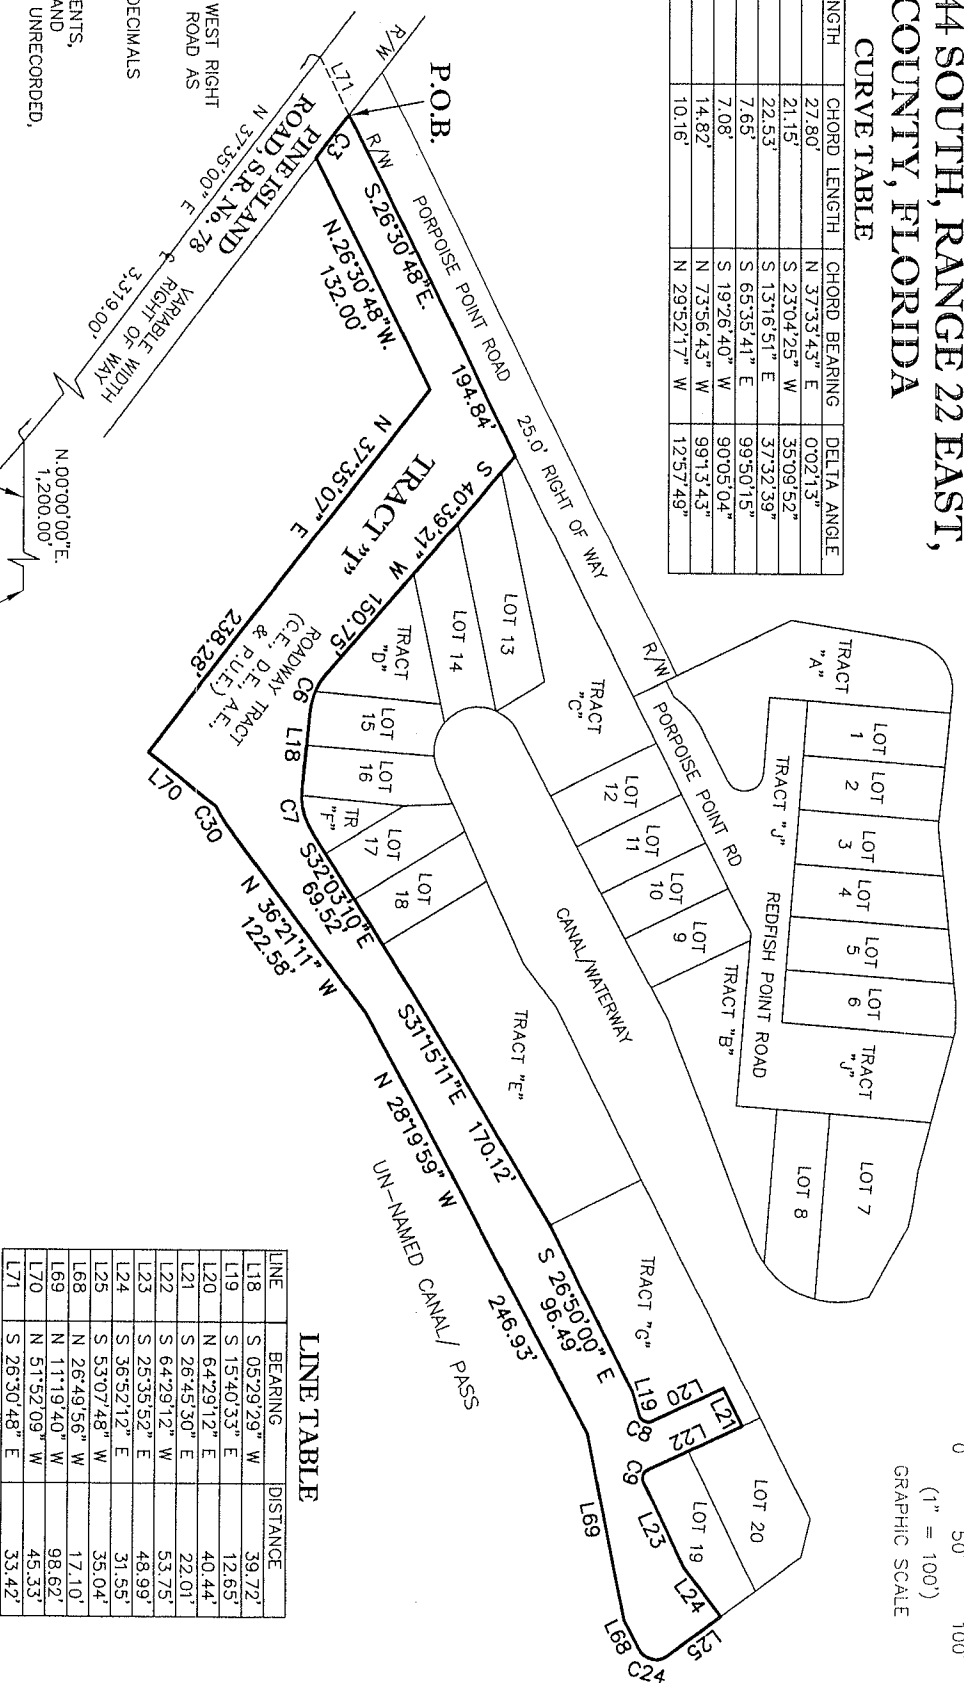 44 SOUTH, RANGE 22 EAST,
COUNTY, FLORIDA
CURVE TABLE
NGTH CHORD LENGTH CHORD BEARING DELTA ANGLE
27.80' N 37°33'43" E 0°02'13"
21.15' S 23°04'25" W 35°09'52"
22.53' S 13°16'51" E 37°32'39"
7.65' S 65°35'41" E 99°50'15"
7.08' S 19°26'40" W 90°05'04"
14.82' N 73°56'43" W 99°13'43"
10.16' N 29°52'17" W 12°57'49"
0 50 100
(1" = 100')
GRAPHIC SCALE
TRACT "A"
LOT 1
LOT 2
LOT 3
LOT 4
LOT 5
LOT 6
TRACT "J"
LOT 7
LOT 8
TRACT "J"
REDFISH POINT ROAD
TRACT "B"
R/W
PORPOISE POINT RD
TRACT "C"
LOT 12
LOT 11
LOT 10
LOT 9
CANAL/WATERWAY
R/W
PORPOISE POINT ROAD
25.0' RIGHT OF WAY
R/W
P.O.B.
L71
C3
S.26°30'48"E.
194.84'
N.26°30'48"W.
132.00'
LOT 13
LOT 14
TRACT "D"
LOT 15
LOT 16
TR "F"
LOT 17
LOT 18
TRACT "E"
TRACT "G"
LOT 20
LOT 19
S 40°39'21" W 150.75'
C6
L18
C7
S32°03'10"E
69.52'
S31°15'11"E 170.12'
S 26°50'00" E
96.49'
L19
L20
L21
L22
C8
C9
L23
L24
L25
C24
L68
L69
TRACT "I"
N 37°35'07" E
238.28'
ROADWAY TRACT
(C.E., D.E., A.E.,
& P.U.E.)
L70
C30
N 36°21'11" W
122.58'
N 28°19'59" W
246.93'
UN-NAMED CANAL/ PASS
PINE ISLAND
ROAD, S.R. No. 78
N 37°35'00" E
℄ VARIABLE WIDTH
RIGHT OF WAY
3,319.00'
N.00°00'00"E.
1,200.00'
WEST RIGHT
ROAD AS
DECIMALS
ENTS,
AND
UNRECORDED,
LINE TABLE
LINE BEARING DISTANCE
L18 S 05°29'29" W 39.72'
L19 S 15°40'33" E 12.65'
L20 N 64°29'12" E 40.44'
L21 S 26°45'30" E 22.01'
L22 S 64°29'12" W 53.75'
L23 S 25°35'52" E 48.99'
L24 S 36°52'12" E 31.55'
L25 S 53°07'48" W 35.04'
L68 N 26°49'56" W 17.10'
L69 N 11°19'40" W 98.62'
L70 N 51°52'09" W 45.33'
L71 S 26°30'48" E 33.42'